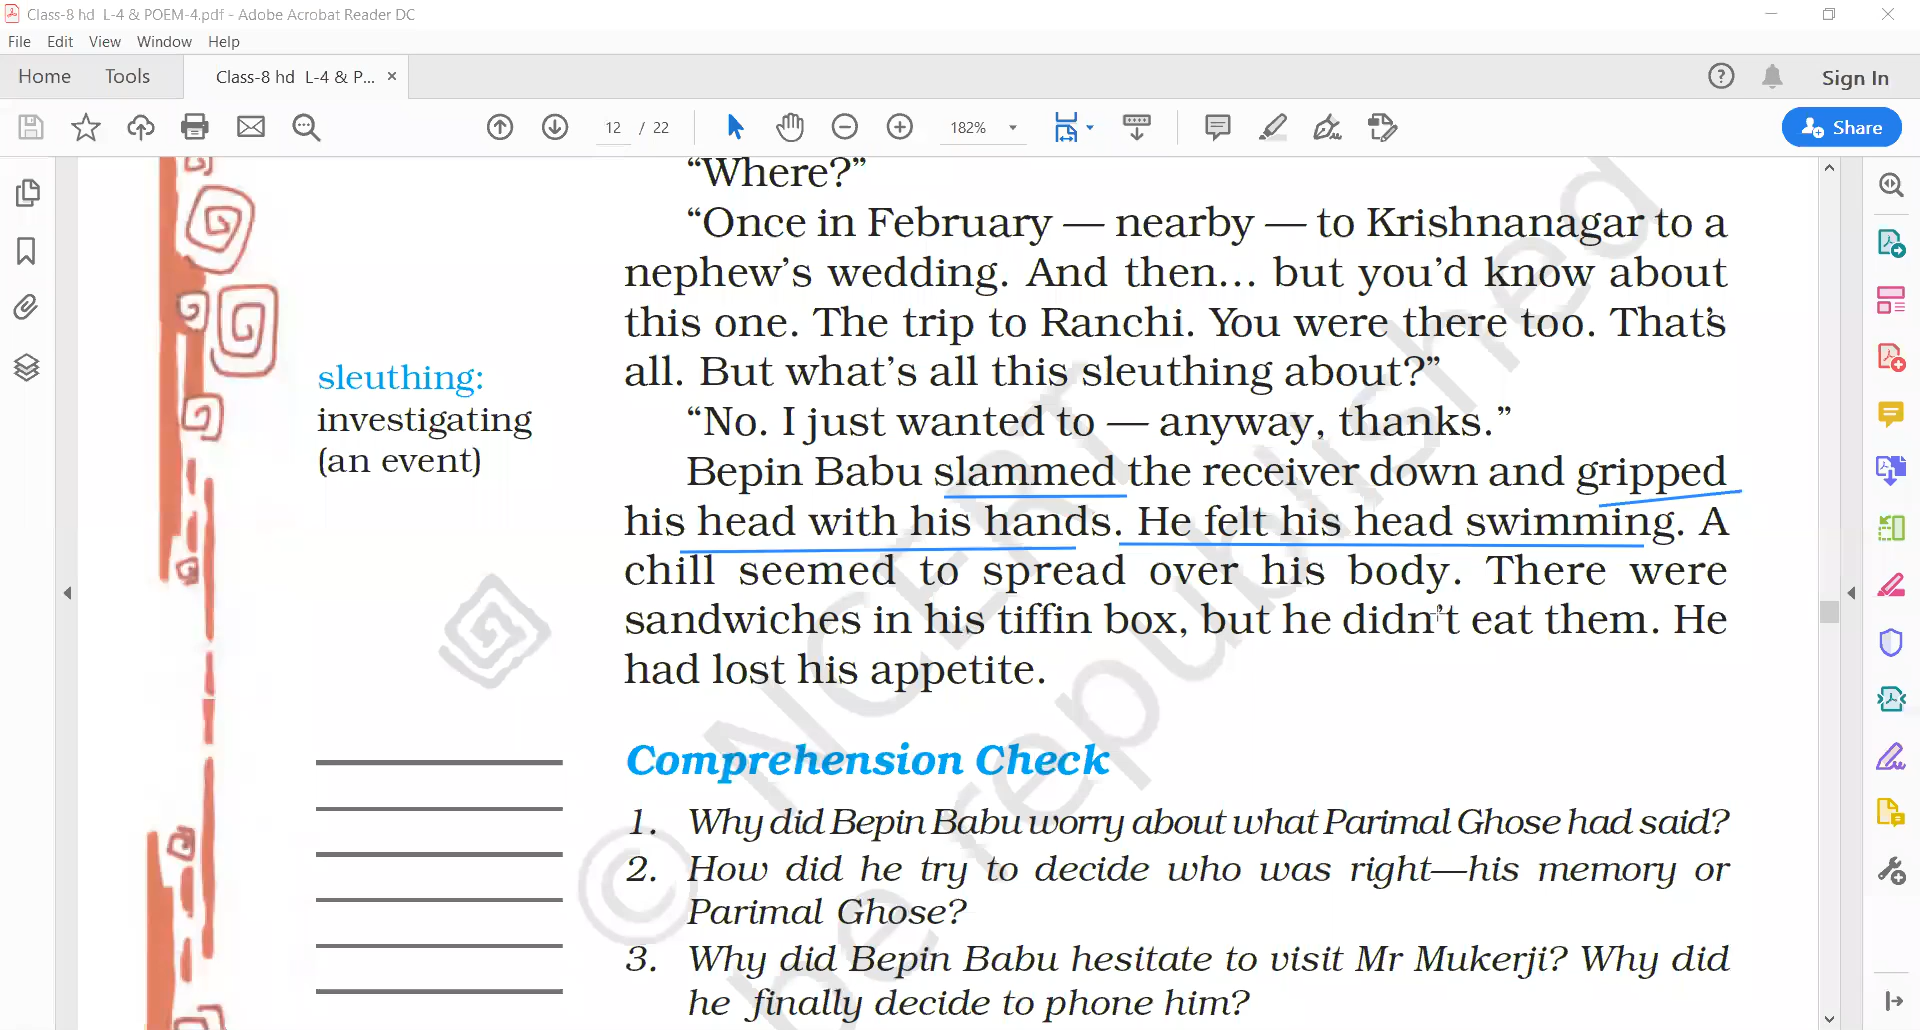 Class-8 hd L-4 & POEM-4.pdf - Adobe Acrobat Reader DC
File Edit View Window Help
Home Tools Class-8 hd L-4 & P... × Sign In
12 / 22 182% Share
“Where?”
“Once in February — nearby — to Krishnanagar to a
nephew’s wedding. And then... but you’d know about
this one. The trip to Ranchi. You were there too. That’s
all. But what’s all this sleuthing about?”
sleuthing:
investigating
(an event)
“No. I just wanted to — anyway, thanks.”
Bepin Babu slammed the receiver down and gripped
his head with his hands. He felt his head swimming. A
chill seemed to spread over his body. There were
sandwiches in his tiffin box, but he didn’t eat them. He
had lost his appetite.
Comprehension Check
1. Why did Bepin Babu worry about what Parimal Ghose had said?
2. How did he try to decide who was right—his memory or
Parimal Ghose?
3. Why did Bepin Babu hesitate to visit Mr Mukerji? Why did
he finally decide to phone him?
© NCERT
be republished